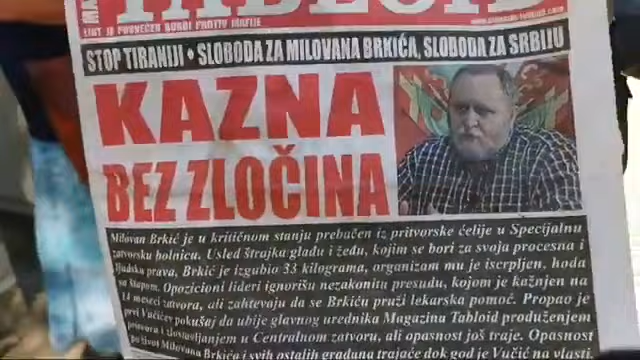 TABLOID
LIST JE POSVEĆEN BORBI PROTIV MAFIJE
STOP TIRANIJI • SLOBODA ZA MILOVANA BRKIĆA, SLOBODA ZA SRBIJU
KAZNA
BEZ ZLOČINA
Milovan Brkić je u kritičnom stanju prebačen iz pritvorske ćelije u Specijalnu
zatvorsku bolnicu. Usled štrajka glađu i žeđu, kojim se bori za svoja procesna i
ljudska prava, Brkić je izgubio 33 kilograma, organizam mu je iscrpljen, hoda
sa štapom. Opozicioni lideri ignorišu nezakonitu presudu, kojom je kažnjen na
14 meseci zatvora, ali zahtevaju da se Brkiću pruži lekarska pomoć. Propao je
prvi Vučićev pokušaj da ubije glavnog urednika Magazina Tabloid produženjem
pritvora i zlostavljanjem u Centralnom zatvoru, ali opasnost još traje. Opasnost
po život Milovana Brkića i svih ostalih građana trajaće dok god je Vučić na vlasti